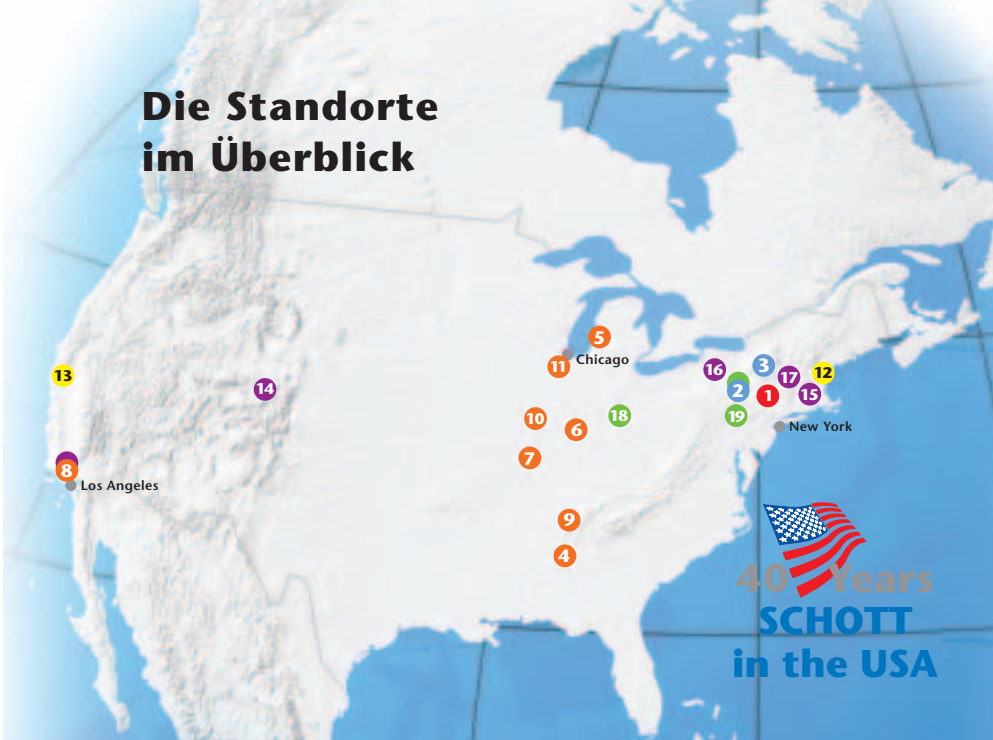 Die Standorte
im Überblick
5
Chicago
11
3
13
16
17
12
14
2
1
15
10
18
19
6
New York
7
8
Los Angeles
9
4
40 Years
SCHOTT
in the USA